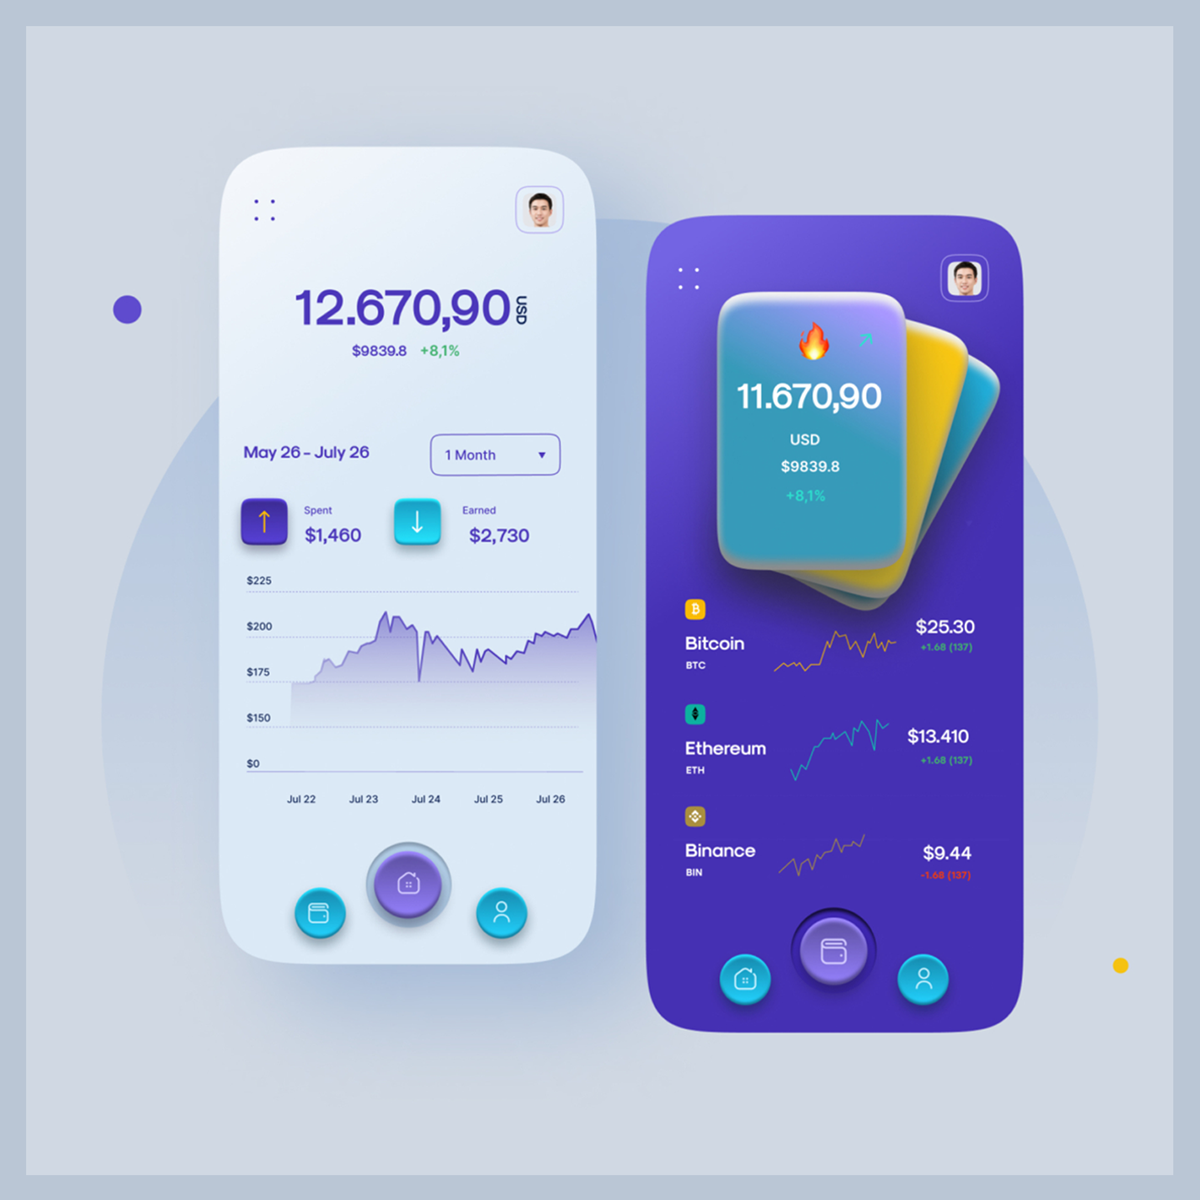 12.670,90 USD
$9839.8 +8,1%
May 26 - July 26
1 Month
Spent
$1,460
Earned
$2,730
$225
$200
$175
$150
$0
Jul 22 Jul 23 Jul 24 Jul 25 Jul 26
11.670,90
USD
$9839.8
+8,1%
Bitcoin
BTC
$25.30
+1.68 (137)
Ethereum
ETH
$13.410
+1.68 (137)
Binance
BIN
$9.44
-1.68 (137)